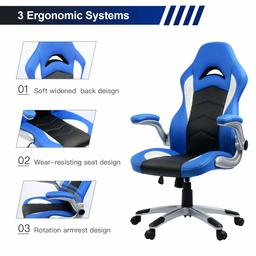 3 Ergonomic Systems
01
Soft widened back deisgn
02
Wear-resisting seat design
03
Rotation armrest design